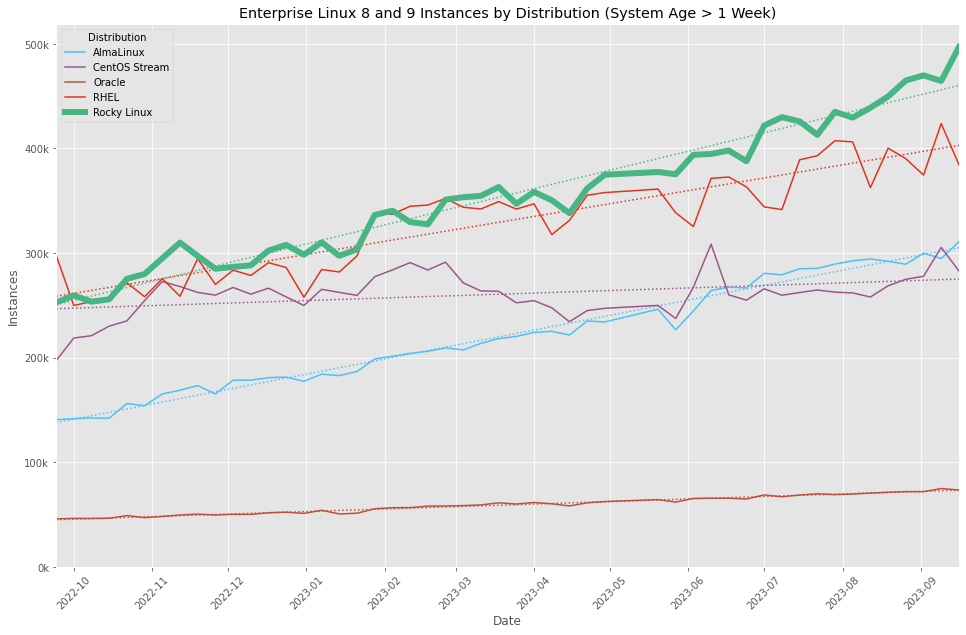 Enterprise Linux 8 and 9 Instances by Distribution (System Age > 1 Week)
Distribution
AlmaLinux
CentOS Stream
Oracle
RHEL
Rocky Linux
500k
400k
300k
200k
100k
0k
Instances
2022-10
2022-11
2022-12
2023-01
2023-02
2023-03
2023-04
2023-05
2023-06
2023-07
2023-08
2023-09
Date